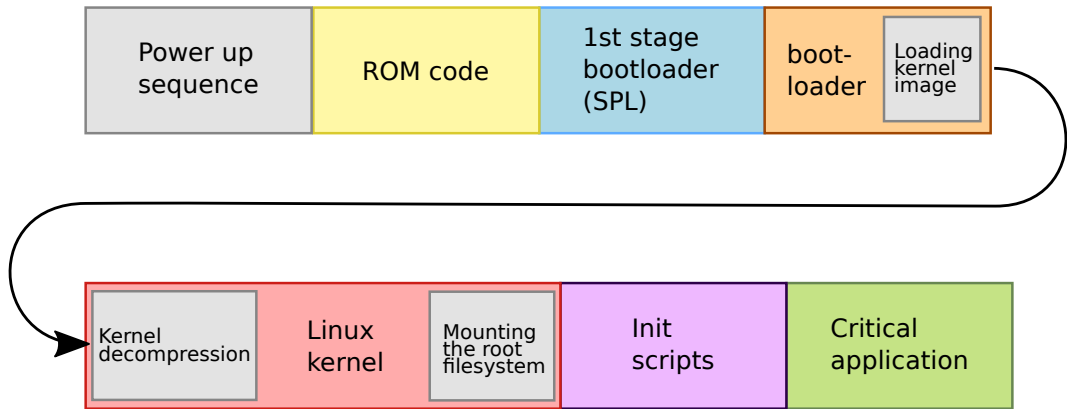 Power up
sequence
ROM code
1st stage
bootloader
(SPL)
boot-
loader
Loading
kernel
image
Kernel
decompression
Linux
kernel
Mounting
the root
filesystem
Init
scripts
Critical
application